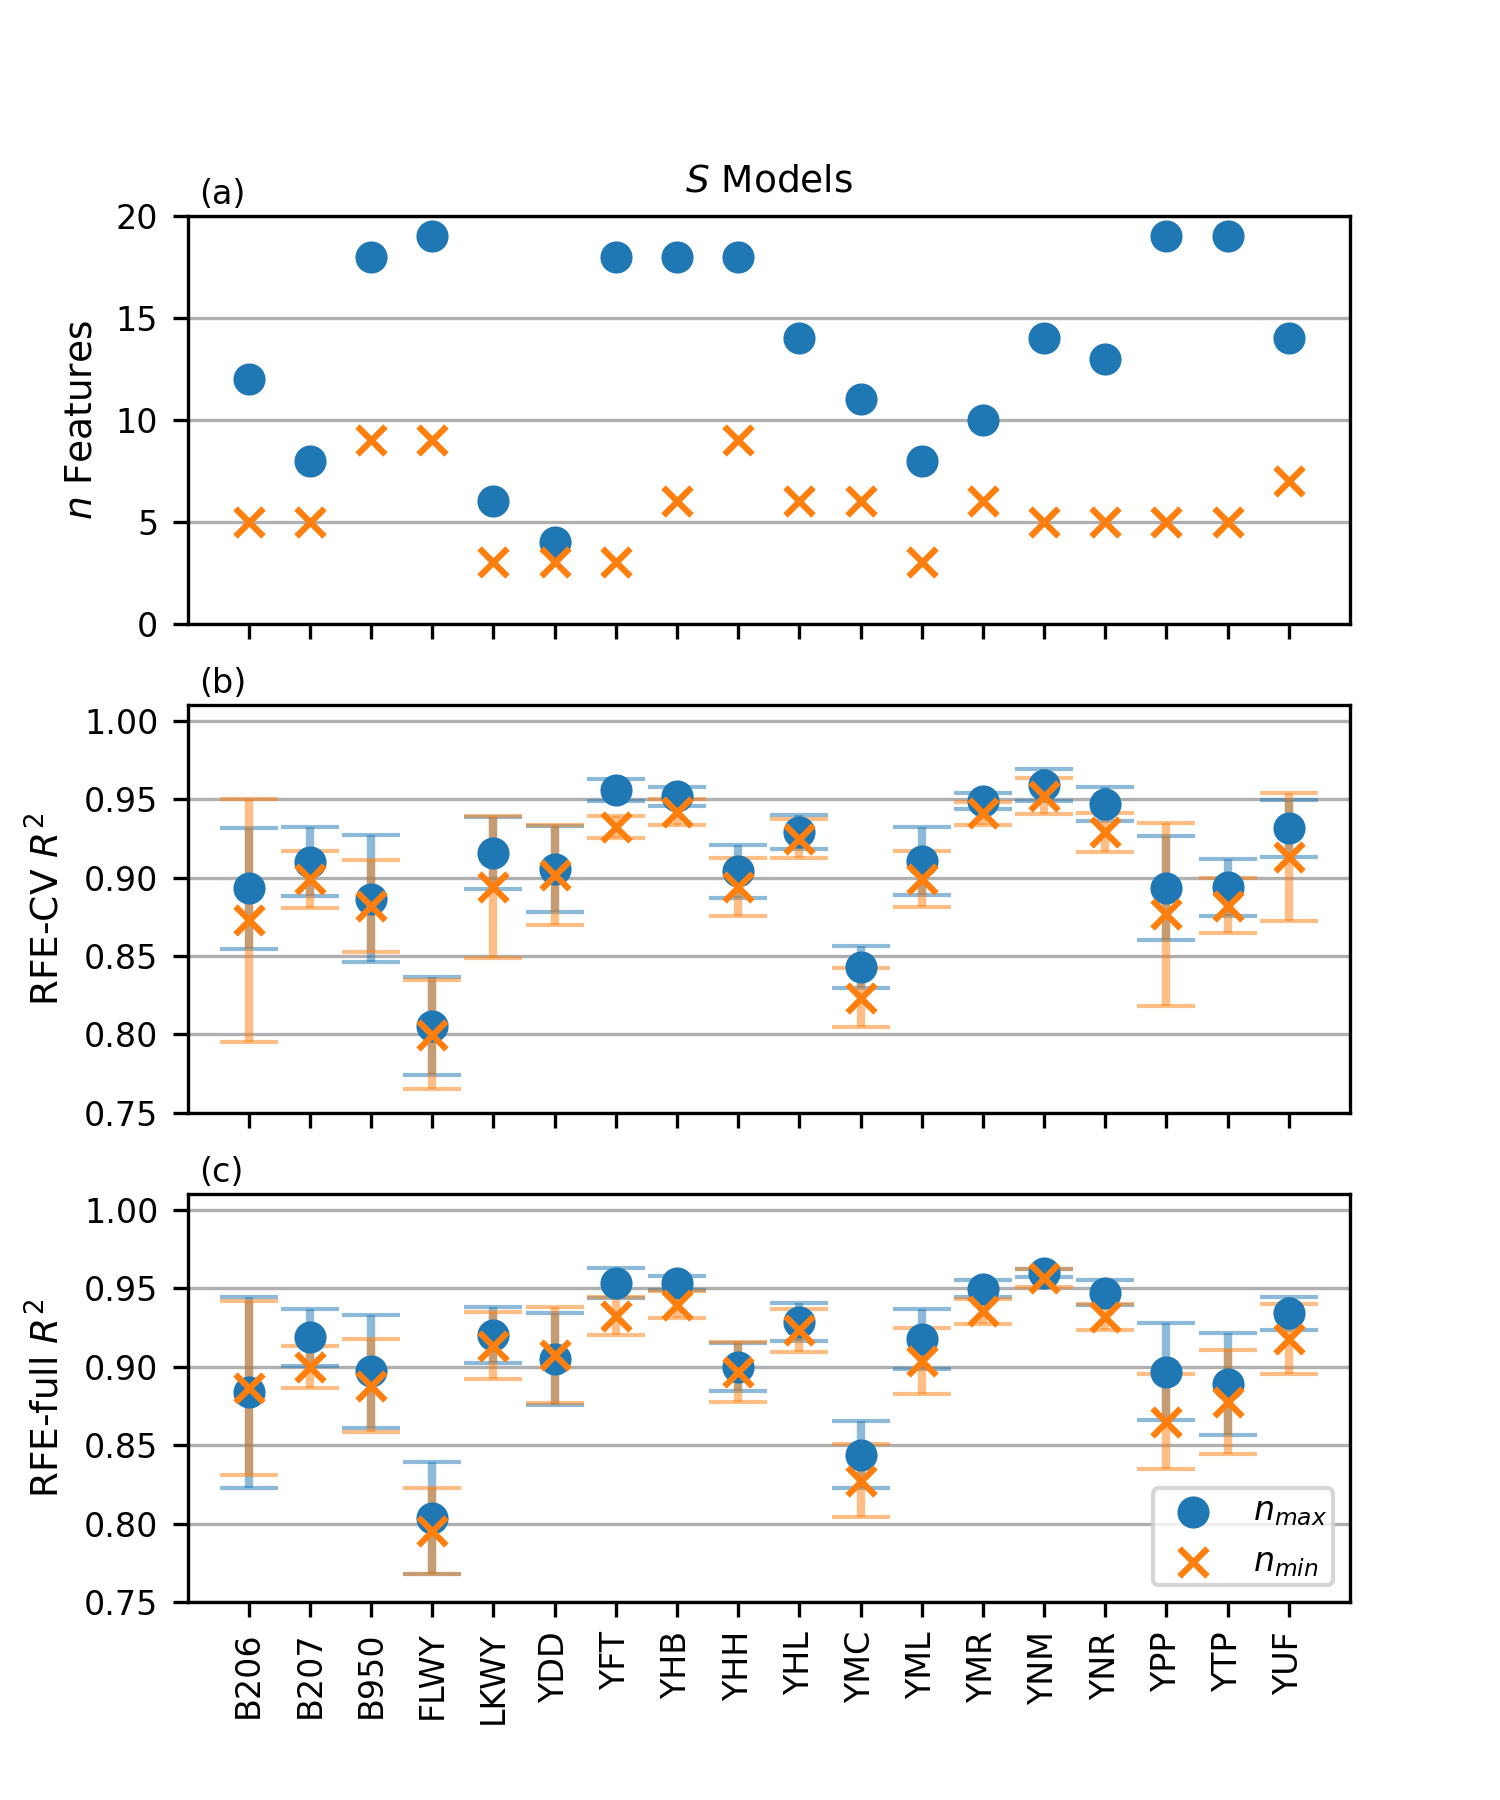 S Models
(a)
20
15
10
5
0
n Features
(b)
1.00
0.95
0.90
0.85
0.80
0.75
RFE-CV R²
(c)
1.00
0.95
0.90
0.85
0.80
0.75
RFE-full R²
n_max
n_min
B206
B207
B950
FLWY
LKWY
YDD
YFT
YHB
YHH
YHL
YMC
YML
YMR
YNM
YNR
YPP
YTP
YUF